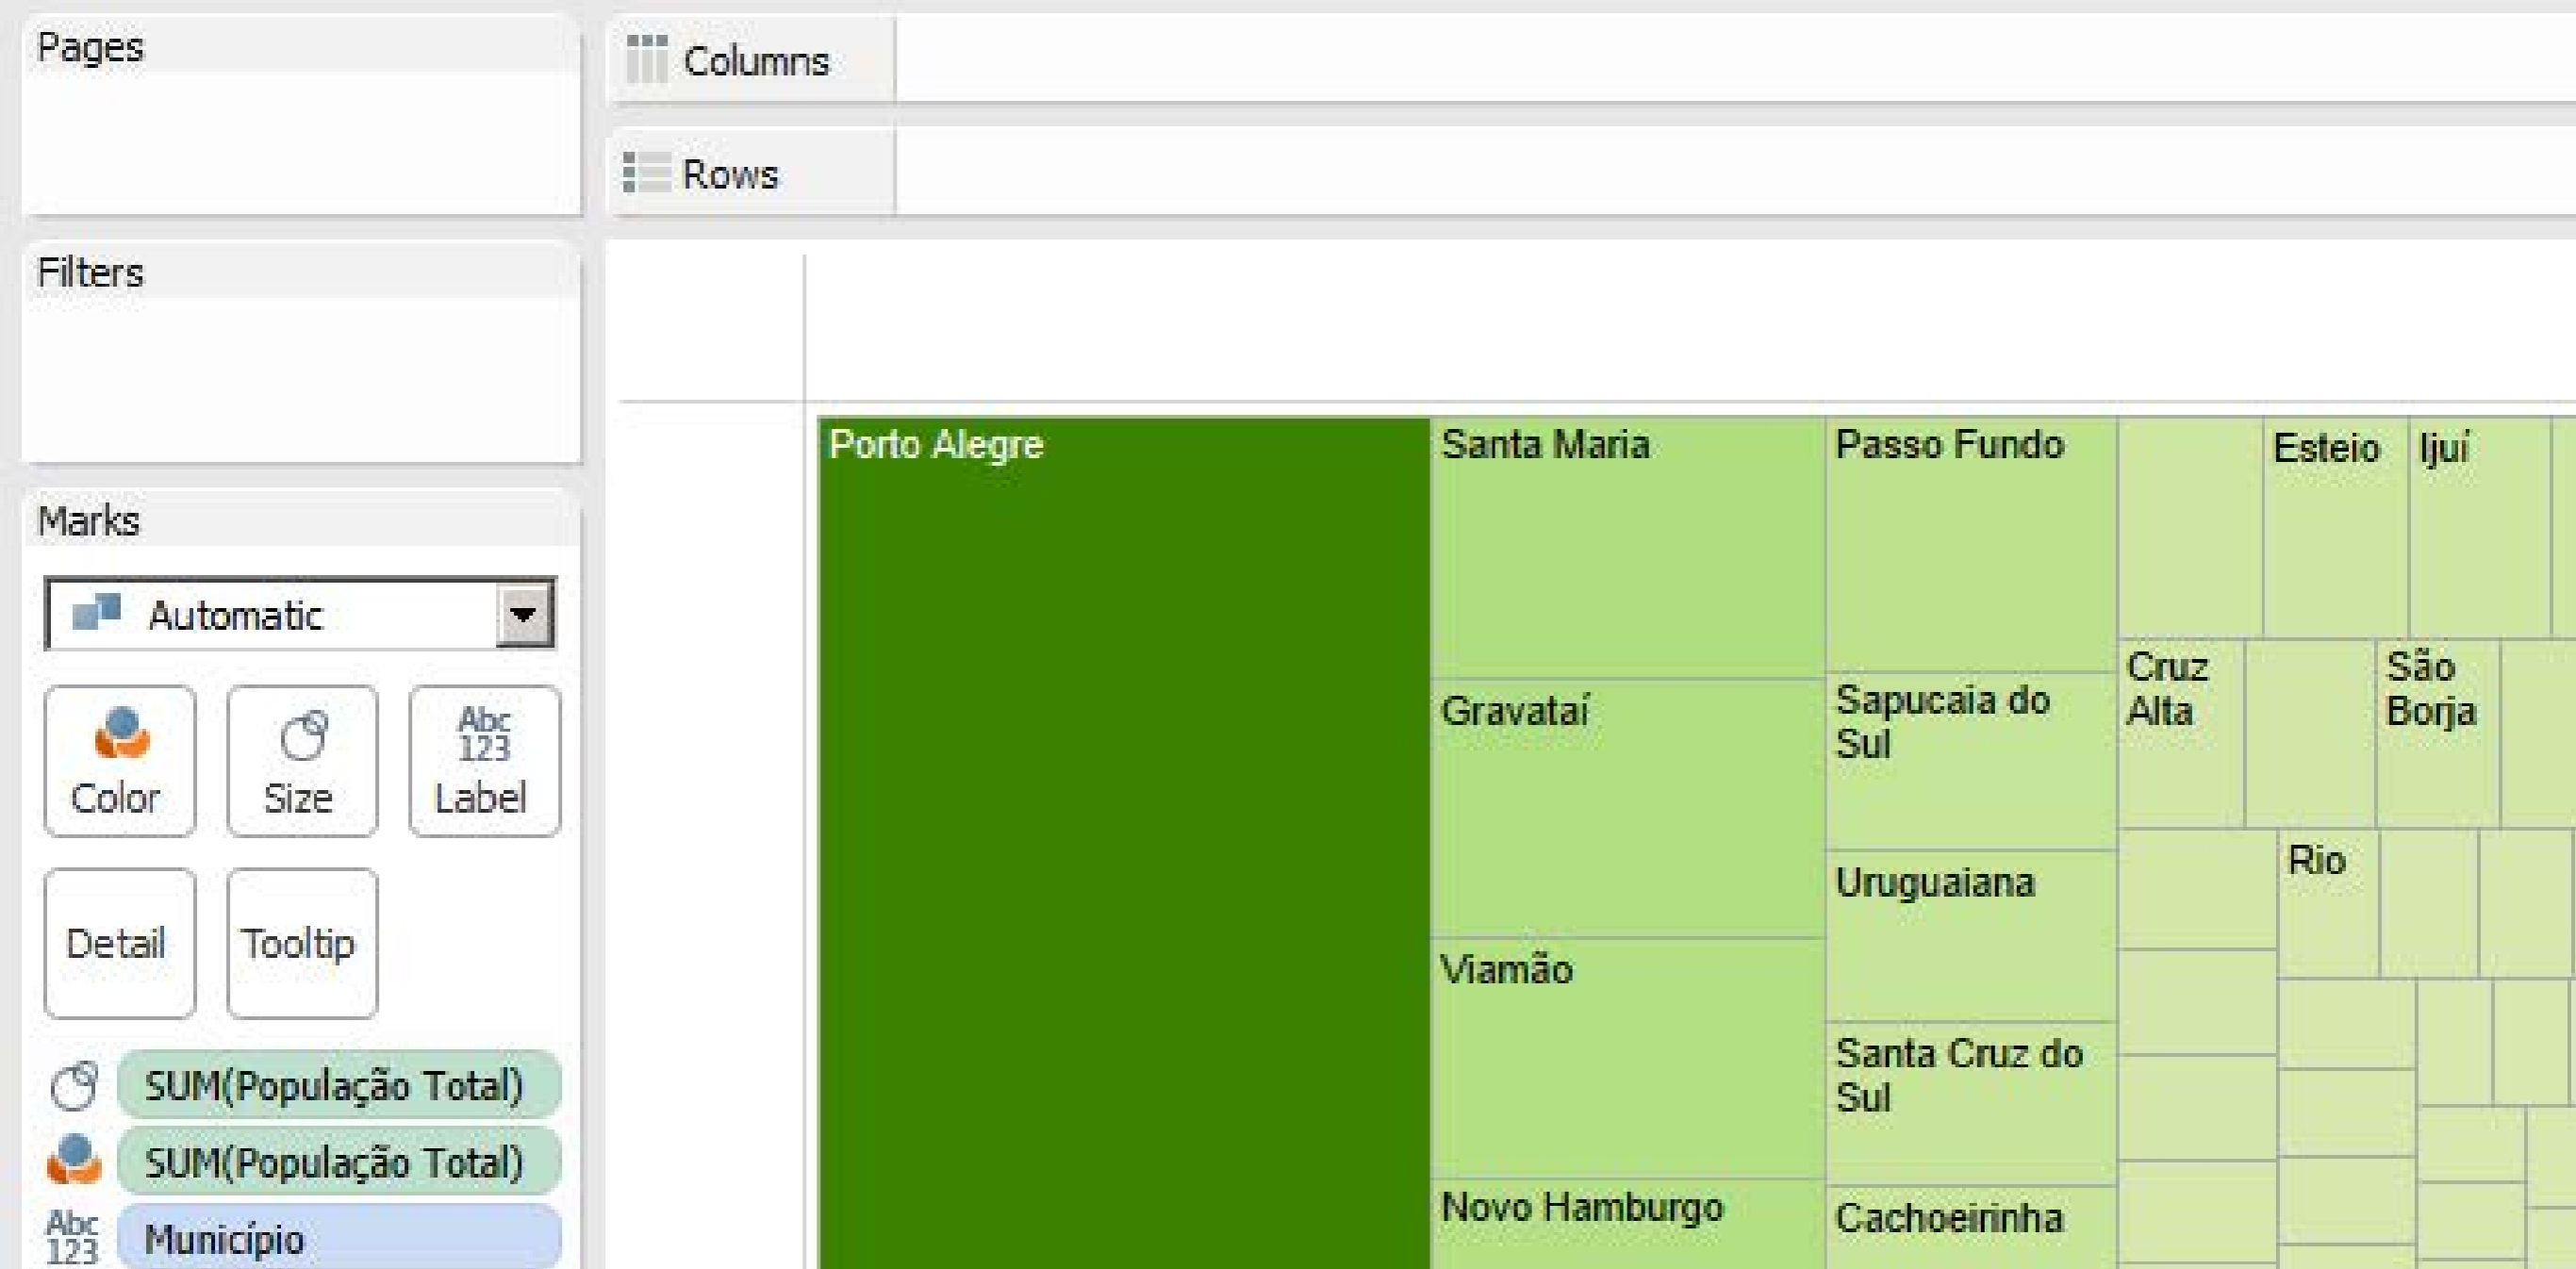 Pages
Columns
Rows
Filters
Marks
Automatic
Color
Size
Abc
123
Label
Detail
Tooltip
SUM(População Total)
SUM(População Total)
Abc
123
Município
Porto Alegre
Santa Maria
Gravataí
Viamão
Novo Hamburgo
Passo Fundo
Sapucaia do
Sul
Uruguaiana
Santa Cruz do
Sul
Cachoeirinha
Esteio
Ijuí
Cruz
Alta
São
Borja
Rio